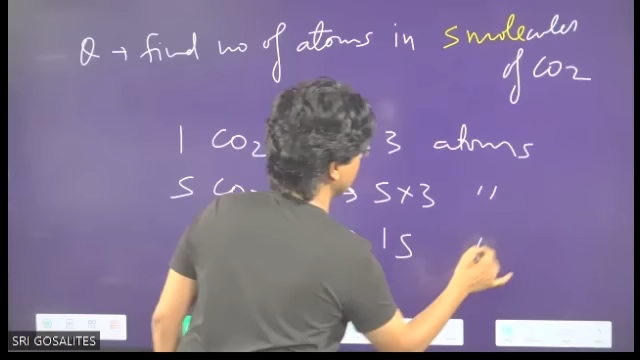 Q → find no of atoms in 5 molecules
of CO2
1 CO2 3 atoms
5 CO → 5×3 "
15 "
SRI GOSALITES